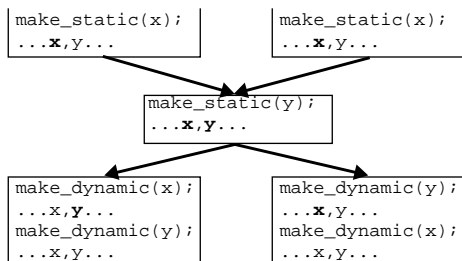 make_static(x);
...x,y...
make_static(x);
...x,y...
make_static(y);
...x,y...
make_dynamic(x);
...x,y...
make_dynamic(y);
...x,y...
make_dynamic(y);
...x,y...
make_dynamic(x);
...x,y...